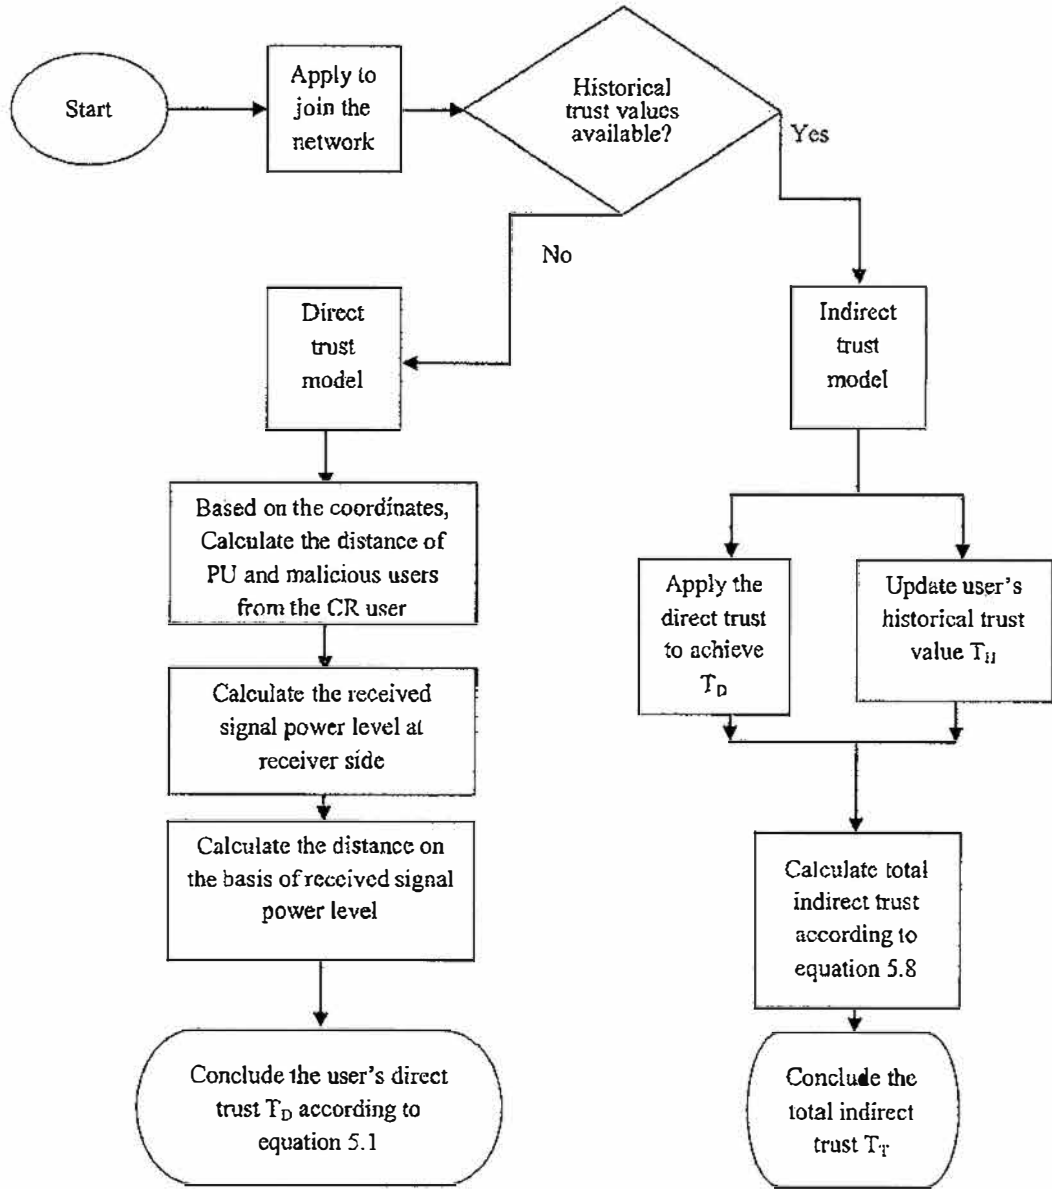 Start
Apply to
join the
network
Historical
trust values
available?
Yes
No
Direct
trust
model
Indirect
trust
model
Based on the coordinates,
Calculate the distance of
PU and malicious users
from the CR user
Calculate the received
signal power level at
receiver side
Calculate the distance on
the basis of received signal
power level
Conclude the user's direct
trust T_D according to
equation 5.1
Apply the
direct trust
to achieve
T_D
Update user's
historical trust
value T_H
Calculate total
indirect trust
according to
equation 5.8
Conclude the
total indirect
trust T_T